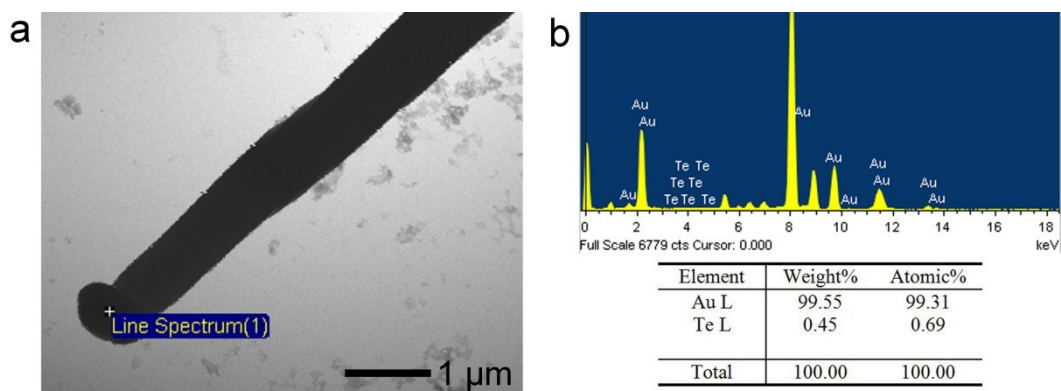 a
Line Spectrum(1)
1 µm
b
Au
Au
Au
Te Te
Te Te
Te Te Te
Au
Au
Au
Au
Au
Au
Au
0 2 4 6 8 10 12 14 16 18
Full Scale 6779 cts Cursor: 0.000
keV
Element Weight% Atomic%
Au L 99.55 99.31
Te L 0.45 0.69
Total 100.00 100.00